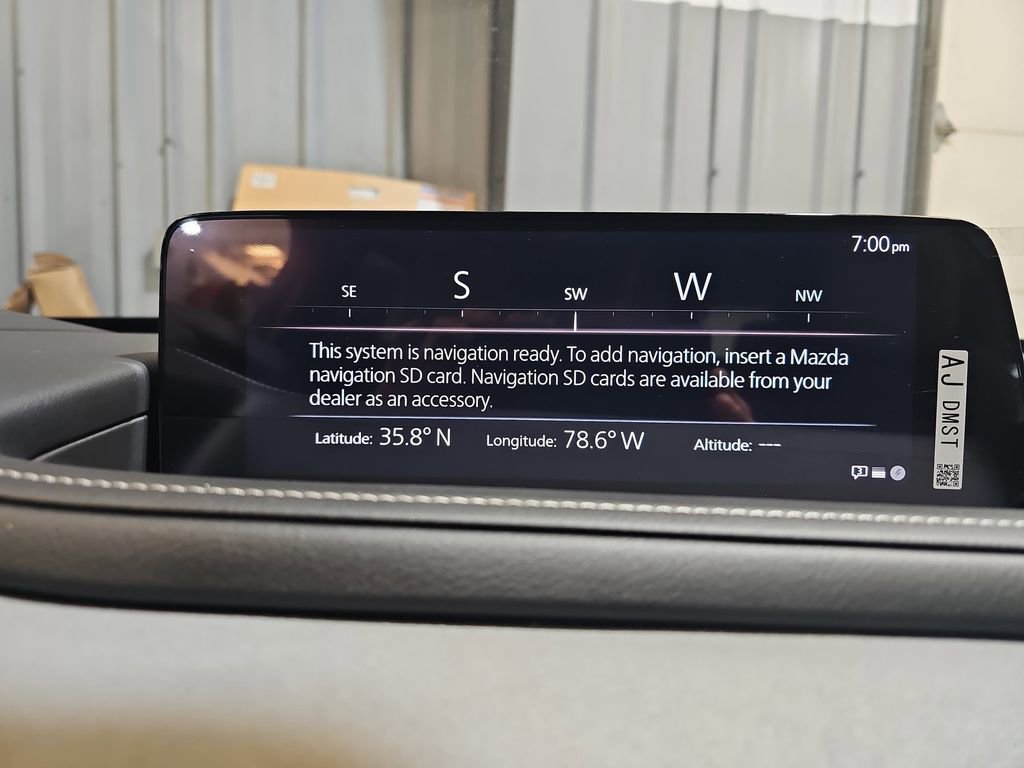 7:00pm
SE S SW W NW
This system is navigation ready. To add navigation, insert a Mazda
navigation SD card. Navigation SD cards are available from your
dealer as an accessory.
Latitude: 35.8° N Longitude: 78.6° W Altitude: ---
3
AJ DMST